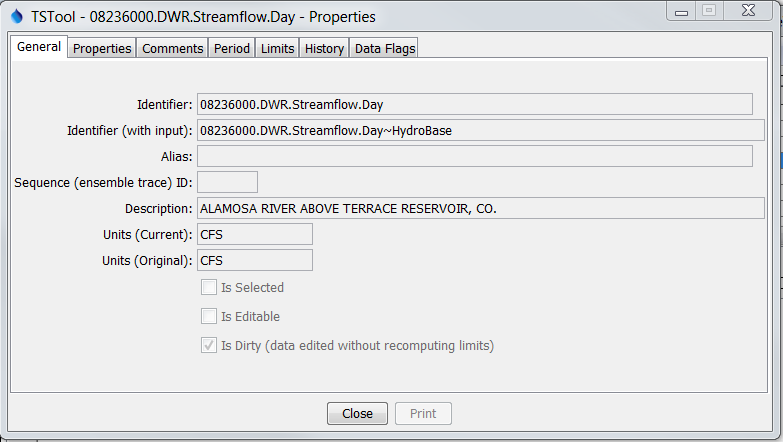 TSTool - 08236000.DWR.Streamflow.Day - Properties
General Properties Comments Period Limits History Data Flags
Identifier: 08236000.DWR.Streamflow.Day
Identifier (with input): 08236000.DWR.Streamflow.Day~HydroBase
Alias:
Sequence (ensemble trace) ID:
Description: ALAMOSA RIVER ABOVE TERRACE RESERVOIR, CO.
Units (Current): CFS
Units (Original): CFS
Is Selected
Is Editable
Is Dirty (data edited without recomputing limits)
Close Print